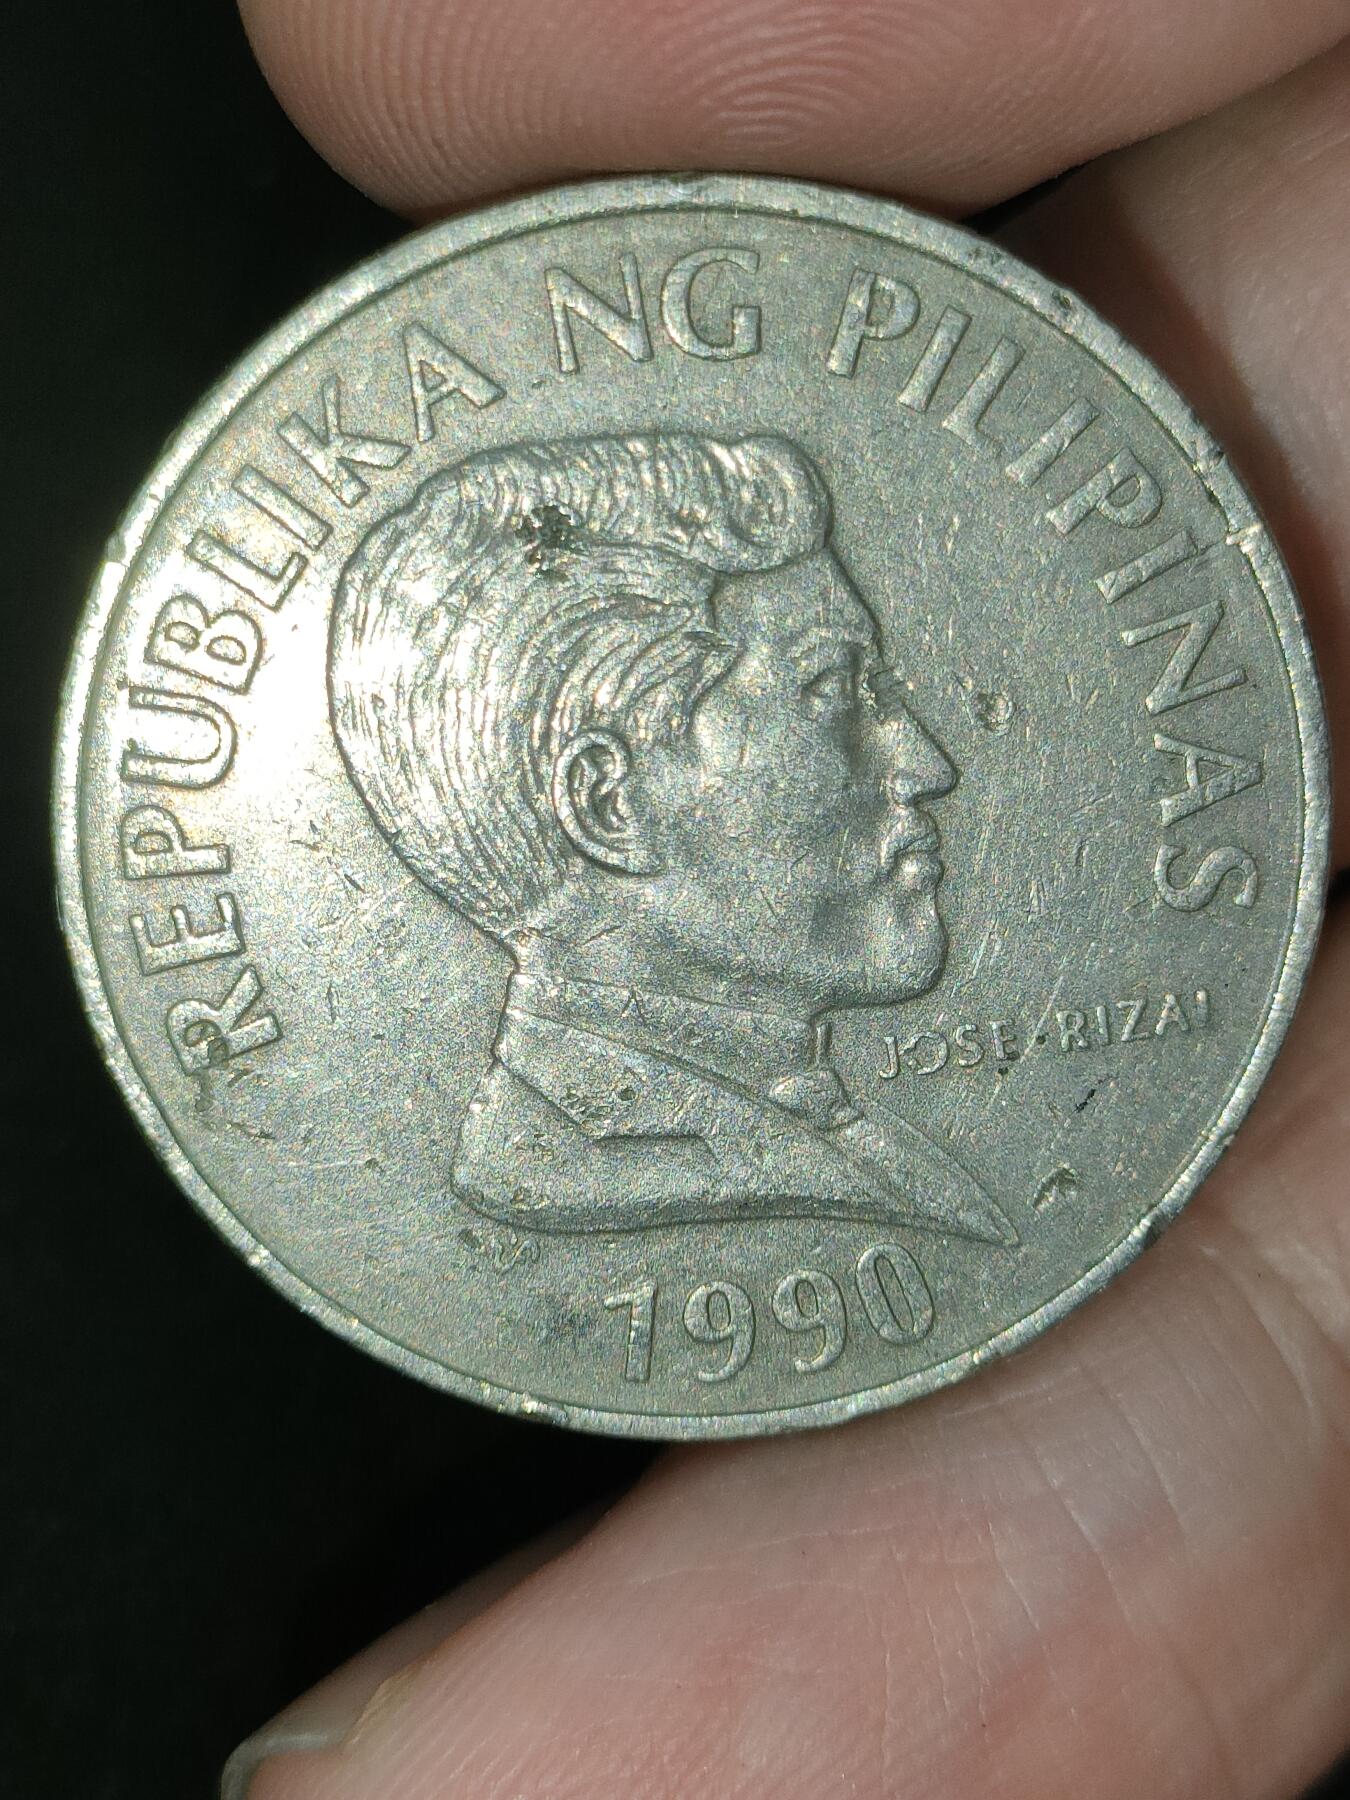 REPUBLIKA NG PILIPINAS
JOSE RIZAL
1990